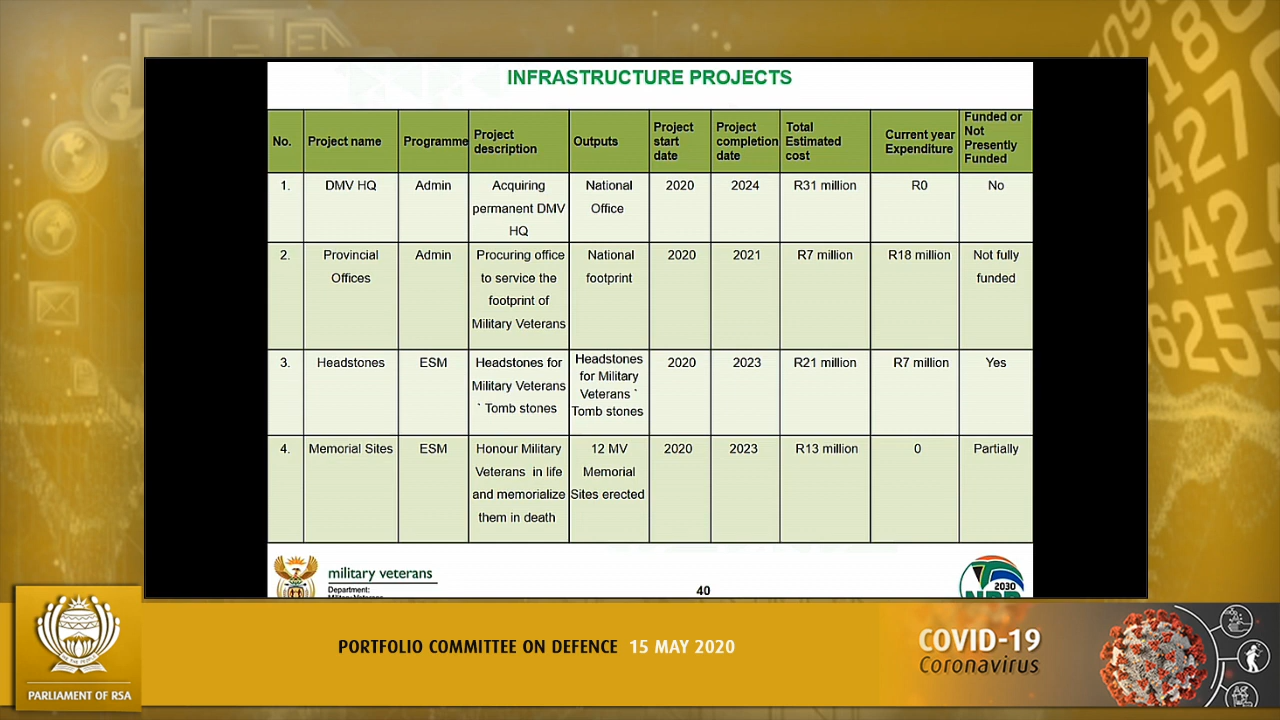 INFRASTRUCTURE PROJECTS
No. Project name Programme Project description Outputs Project start date Project completion date Total Estimated cost Current year Expenditure Funded or Not Presently Funded
1. DMV HQ Admin Acquiring permanent DMV HQ National Office 2020 2024 R31 million R0 No
2. Provincial Offices Admin Procuring office to service the footprint of Military Veterans National footprint 2020 2021 R7 million R18 million Not fully funded
3. Headstones ESM Headstones for Military Veterans ` Tomb stones Headstones for Military Veterans ` Tomb stones 2020 2023 R21 million R7 million Yes
4. Memorial Sites ESM Honour Military Veterans in life and memorialize them in death 12 MV Memorial Sites erected 2020 2023 R13 million 0 Partially
military veterans
Department:
Military Veterans
40
2030
NDP
PARLIAMENT OF RSA
PORTFOLIO COMMITTEE ON DEFENCE 15 MAY 2020
COVID-19
Coronavirus